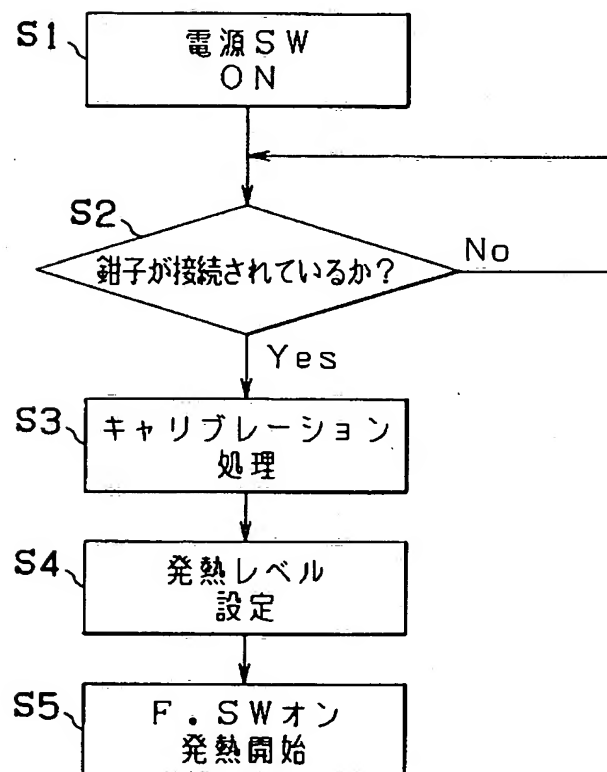 S1
電源SW
ON
S2
鉗子が接続されているか？
No
Yes
S3
キャリブレーション
処理
S4
発熱レベル
設定
S5
F．SWオン
発熱開始